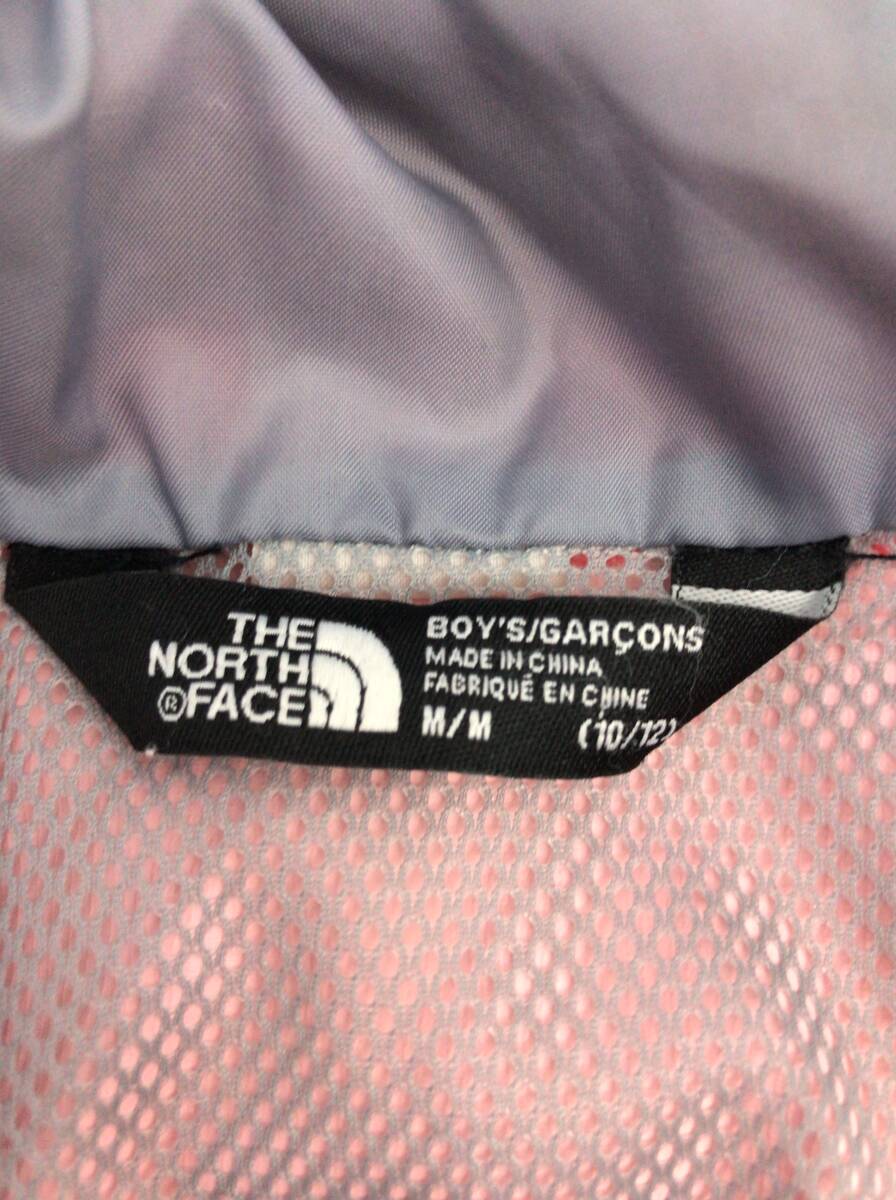 THE
NORTH
®FACE
BOY'S/GARÇONS
MADE IN CHINA
FABRIQUÉ EN CHINE
M/M (10/12)